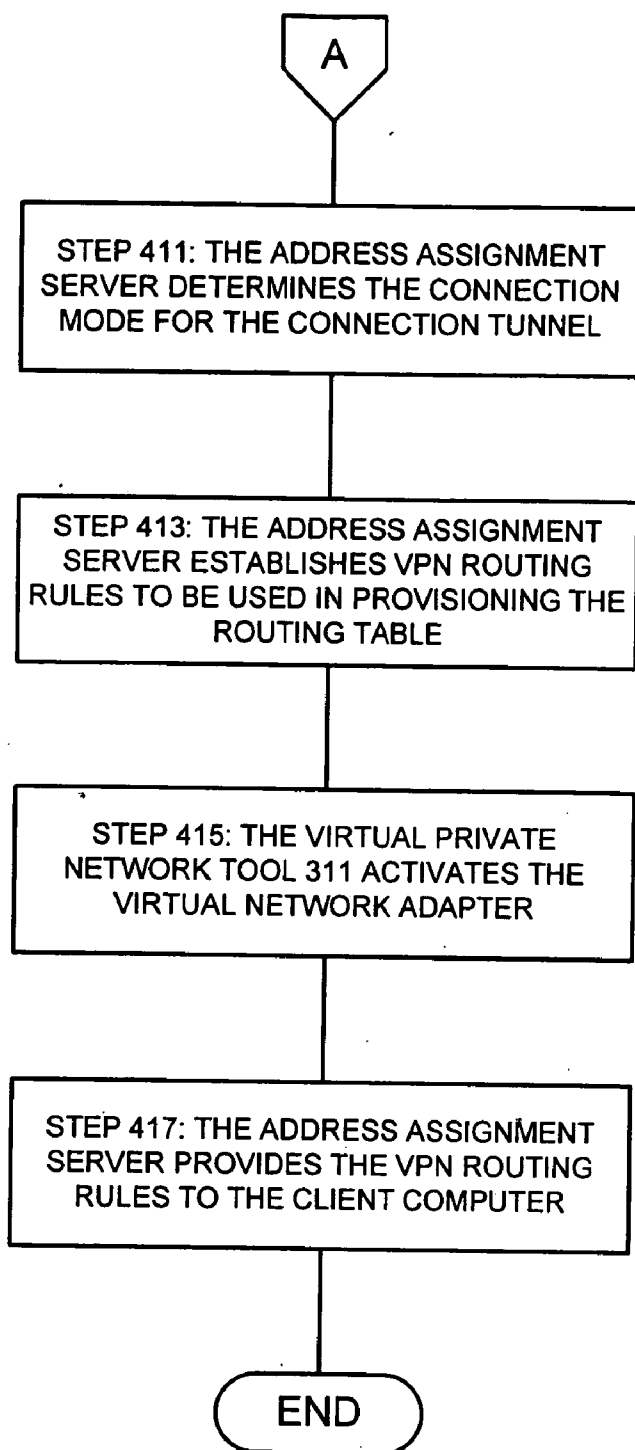 A
STEP 411: THE ADDRESS ASSIGNMENT
SERVER DETERMINES THE CONNECTION
MODE FOR THE CONNECTION TUNNEL
STEP 413: THE ADDRESS ASSIGNMENT
SERVER ESTABLISHES VPN ROUTING
RULES TO BE USED IN PROVISIONING THE
ROUTING TABLE
STEP 415: THE VIRTUAL PRIVATE
NETWORK TOOL 311 ACTIVATES THE
VIRTUAL NETWORK ADAPTER
STEP 417: THE ADDRESS ASSIGNMENT
SERVER PROVIDES THE VPN ROUTING
RULES TO THE CLIENT COMPUTER
END